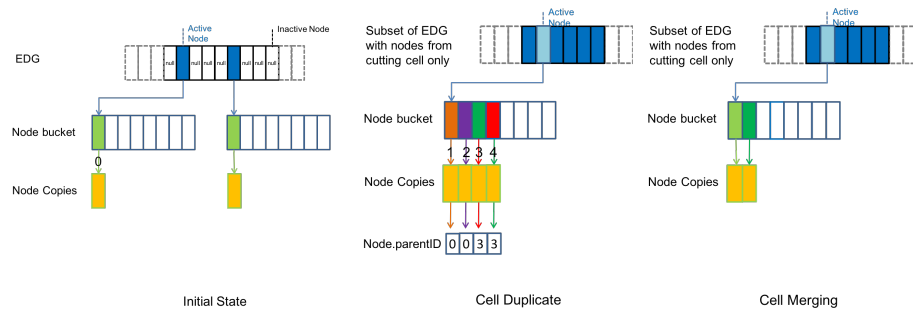 Active
Node
Inactive Node
EDG
null
null
null
null
null
null
null
Node bucket
0
Node Copies
Initial State
Active
Node
Subset of EDG
with nodes from
cutting cell only
Node bucket
1 2 3 4
Node Copies
Node.parentID
0 0 3 3
Cell Duplicate
Active
Node
Subset of EDG
with nodes from
cutting cell only
Node bucket
Node Copies
Cell Merging